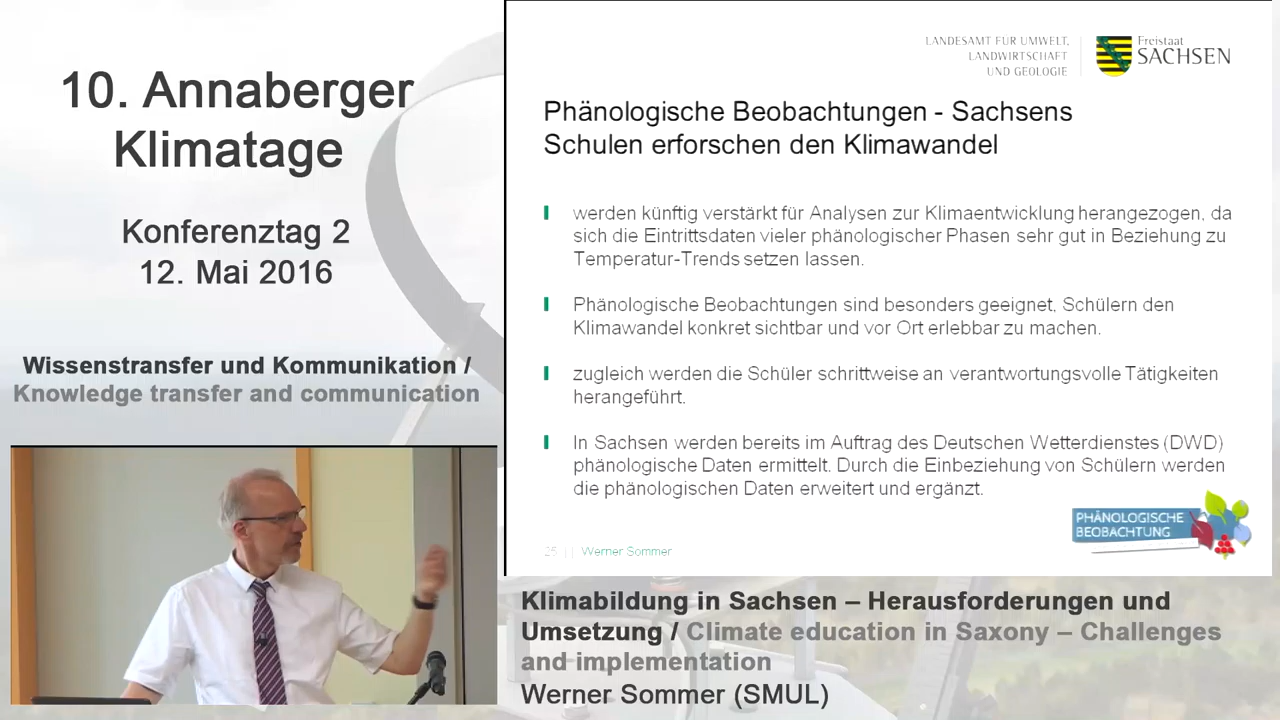 10. Annaberger
Klimatage
Konferenztag 2
12. Mai 2016
Wissenstransfer und Kommunikation /
Knowledge transfer and communication
LANDESAMT FÜR UMWELT,
LANDWIRTSCHAFT
UND GEOLOGIE
Freistaat
SACHSEN
Phänologische Beobachtungen - Sachsens
Schulen erforschen den Klimawandel
werden künftig verstärkt für Analysen zur Klimaentwicklung herangezogen, da
sich die Eintrittsdaten vieler phänologischer Phasen sehr gut in Beziehung zu
Temperatur-Trends setzen lassen.
Phänologische Beobachtungen sind besonders geeignet, Schülern den
Klimawandel konkret sichtbar und vor Ort erlebbar zu machen.
zugleich werden die Schüler schrittweise an verantwortungsvolle Tätigkeiten
herangeführt.
In Sachsen werden bereits im Auftrag des Deutschen Wetterdienstes (DWD)
phänologische Daten ermittelt. Durch die Einbeziehung von Schülern werden
die phänologischen Daten erweitert und ergänzt.
PHÄNOLOGISCHE
BEOBACHTUNG
25 || Werner Sommer
Klimabildung in Sachsen – Herausforderungen und
Umsetzung / Climate education in Saxony – Challenges
and implementation
Werner Sommer (SMUL)